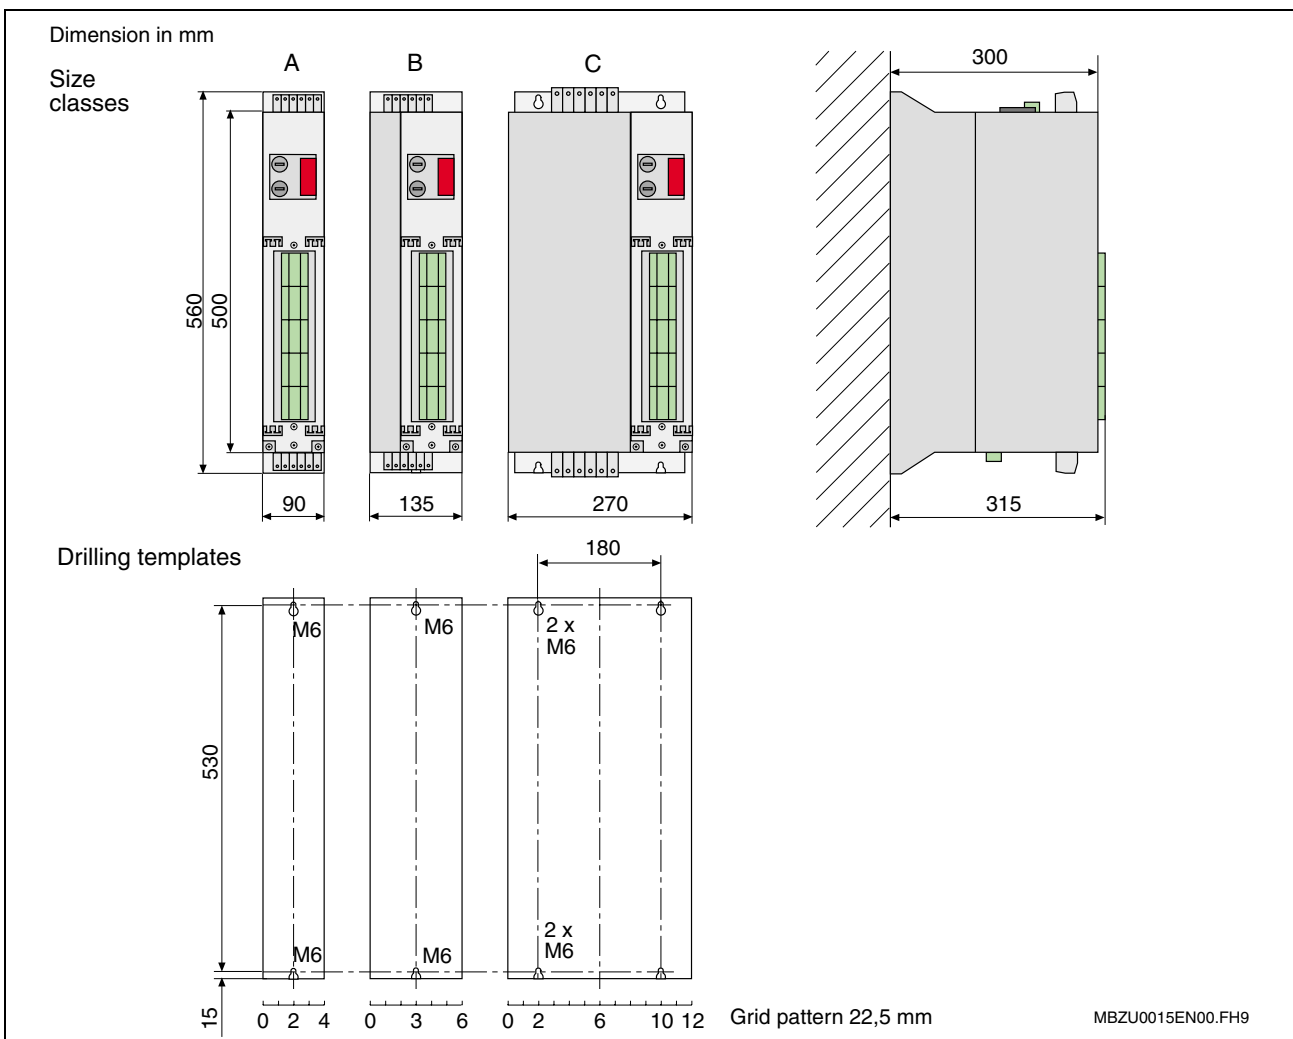 Dimension in mm
Size
classes
A
B
C
300
560
500
90
135
270
315
Drilling templates
180
M6
M6
2 x
M6
530
M6
M6
2 x
M6
15
0 2 4
0 3 6
0 2 6 10 12
Grid pattern 22,5 mm
MBZU0015EN00.FH9